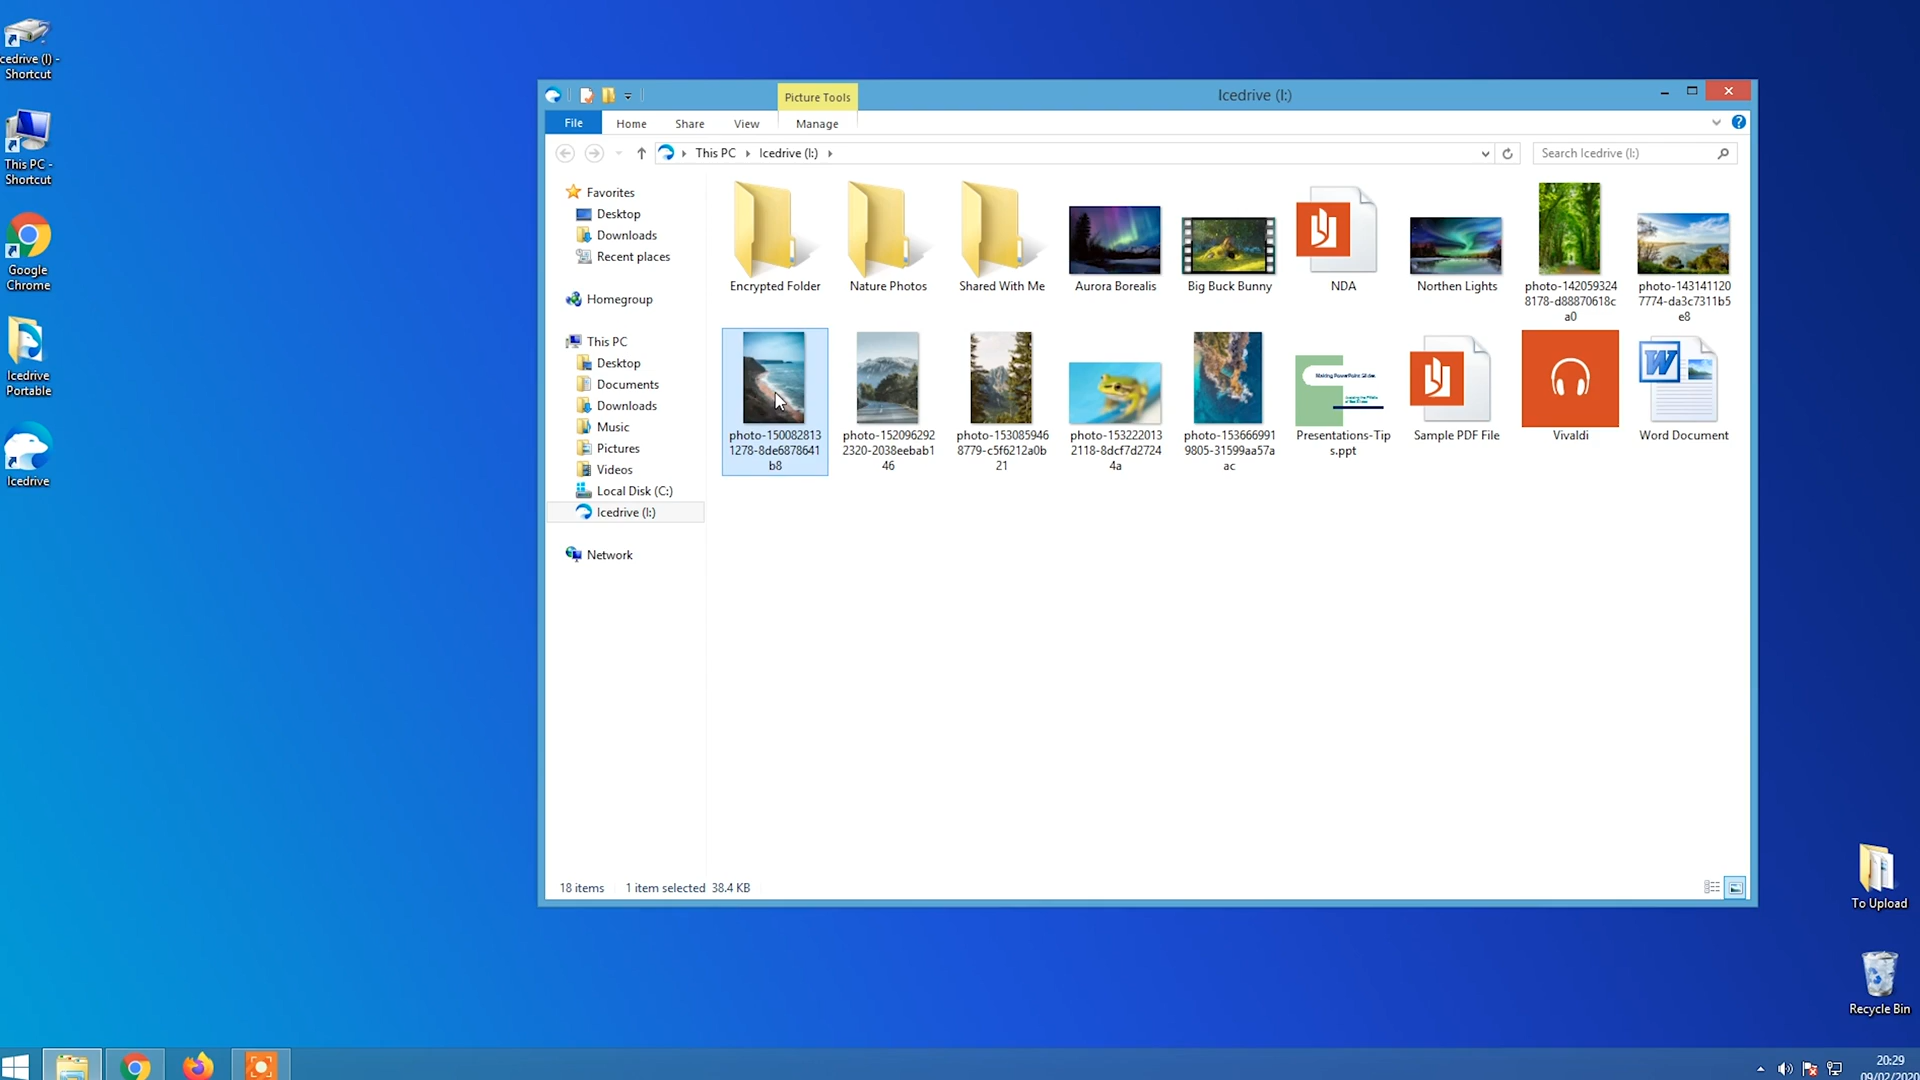 cedrive (I) -
Shortcut
This PC -
Shortcut
Google
Chrome
Icedrive
Portable
Icedrive
Picture Tools
Icedrive (I:)
File
Home
Share
View
Manage
This PC
Icedrive (I:)
Search Icedrive (I:)
Favorites
Desktop
Downloads
Recent places
Homegroup
This PC
Desktop
Documents
Downloads
Music
Pictures
Videos
Local Disk (C:)
Icedrive (I:)
Network
Encrypted Folder
Nature Photos
Shared With Me
Aurora Borealis
Big Buck Bunny
NDA
Northen Lights
photo-142059324
8178-d88870618c
a0
photo-143141120
7774-da3c7311b5
e8
photo-150082813
1278-8de6878641
b8
photo-152096292
2320-2038eebab1
46
photo-153085946
8779-c5f6212a0b
21
photo-153222013
2118-8dcf7d2724
4a
photo-153666991
9805-31599aa57a
ac
Making PowerPoint Slides
Presentations-Tip
s.ppt
Sample PDF File
Vivaldi
W
Word Document
18 items
1 item selected
38.4 KB
To Upload
Recycle Bin
20:29
09/02/2020